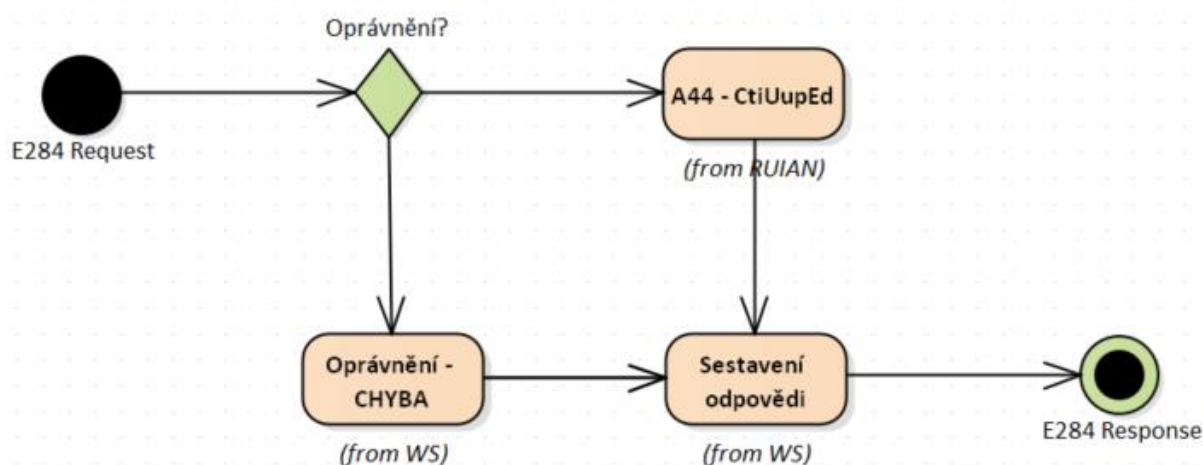 Oprávnění?
E284 Request
A44 - CtiUupEd
(from RUIAN)
Oprávnění -
CHYBA
(from WS)
Sestavení
odpovědi
(from WS)
E284 Response